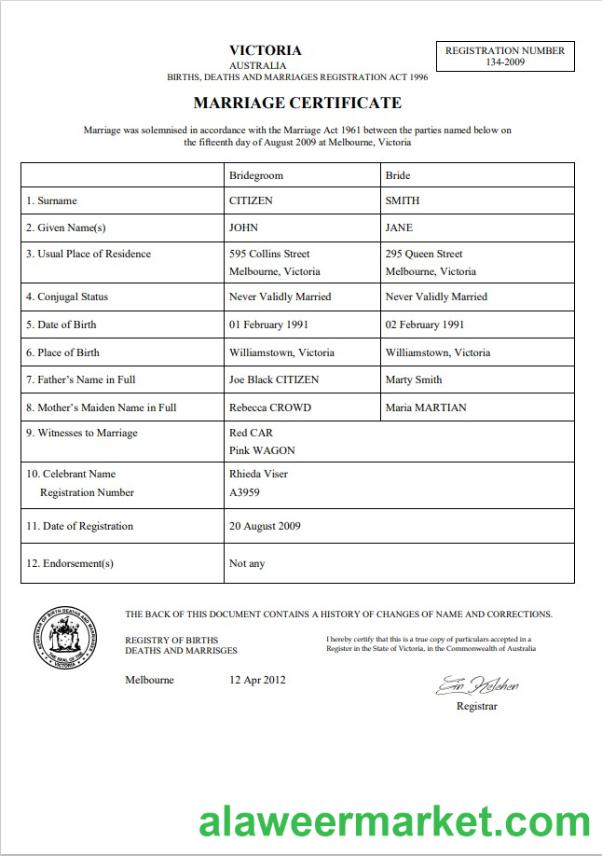 VICTORIA
AUSTRALIA
BIRTHS, DEATHS AND MARRIAGES REGISTRATION ACT 1996
REGISTRATION NUMBER
134-2009
MARRIAGE CERTIFICATE
Marriage was solemnised in accordance with the Marriage Act 1961 between the parties named below on
the fifteenth day of August 2009 at Melbourne, Victoria
Bridegroom Bride
1. Surname CITIZEN SMITH
2. Given Name(s) JOHN JANE
3. Usual Place of Residence 595 Collins Street 295 Queen Street
Melbourne, Victoria Melbourne, Victoria
4. Conjugal Status Never Validly Married Never Validly Married
5. Date of Birth 01 February 1991 02 February 1991
6. Place of Birth Williamstown, Victoria Williamstown, Victoria
7. Father's Name in Full Joe Black CITIZEN Marty Smith
8. Mother's Maiden Name in Full Rebecca CROWD Maria MARTIAN
9. Witnesses to Marriage Red CAR
Pink WAGON
10. Celebrant Name Rhieda Viser
Registration Number A3959
11. Date of Registration 20 August 2009
12. Endorsement(s) Not any
REGISTRAR OF BIRTHS DEATHS AND MARRIAGES
THE SEAL OF THE
VICTORIA
THE BACK OF THIS DOCUMENT CONTAINS A HISTORY OF CHANGES OF NAME AND CORRECTIONS.
REGISTRY OF BIRTHS
DEATHS AND MARRISGES
I hereby certify that this is a true copy of particulars accepted in a
Register in the State of Victoria, in the Commonwealth of Australia
Melbourne 12 Apr 2012
Registrar
alaweermarket.com